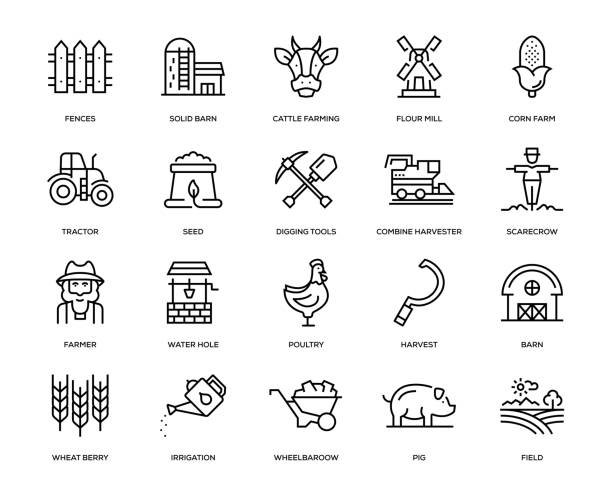 FENCES
SOLID BARN
CATTLE FARMING
FLOUR MILL
CORN FARM
TRACTOR
SEED
DIGGING TOOLS
COMBINE HARVESTER
SCARECROW
FARMER
WATER HOLE
POULTRY
HARVEST
BARN
WHEAT BERRY
IRRIGATION
WHEELBAROOW
PIG
FIELD